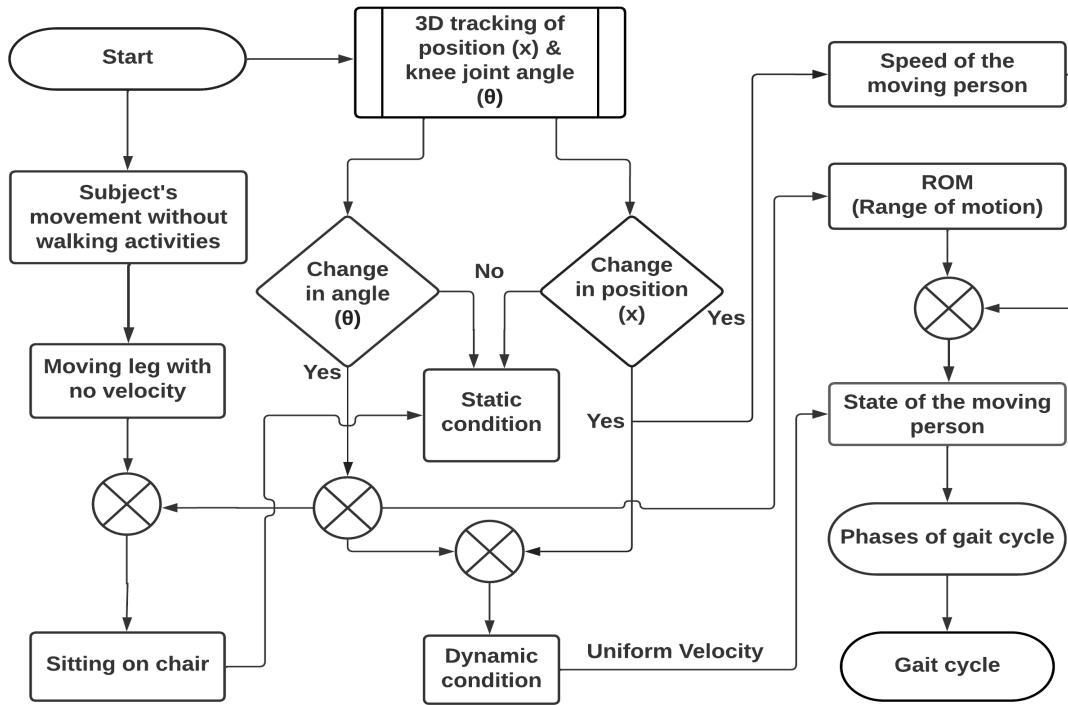 Start
3D tracking of
position (x) &
knee joint angle
(θ)
Speed of the
moving person
Subject's
movement without
walking activities
ROM
(Range of motion)
Change
in angle
(θ)
No
Change
in position
(x)
Yes
Moving leg with
no velocity
Yes
Static
condition
Yes
State of the moving
person
Phases of gait cycle
Sitting on chair
Dynamic
condition
Uniform Velocity
Gait cycle